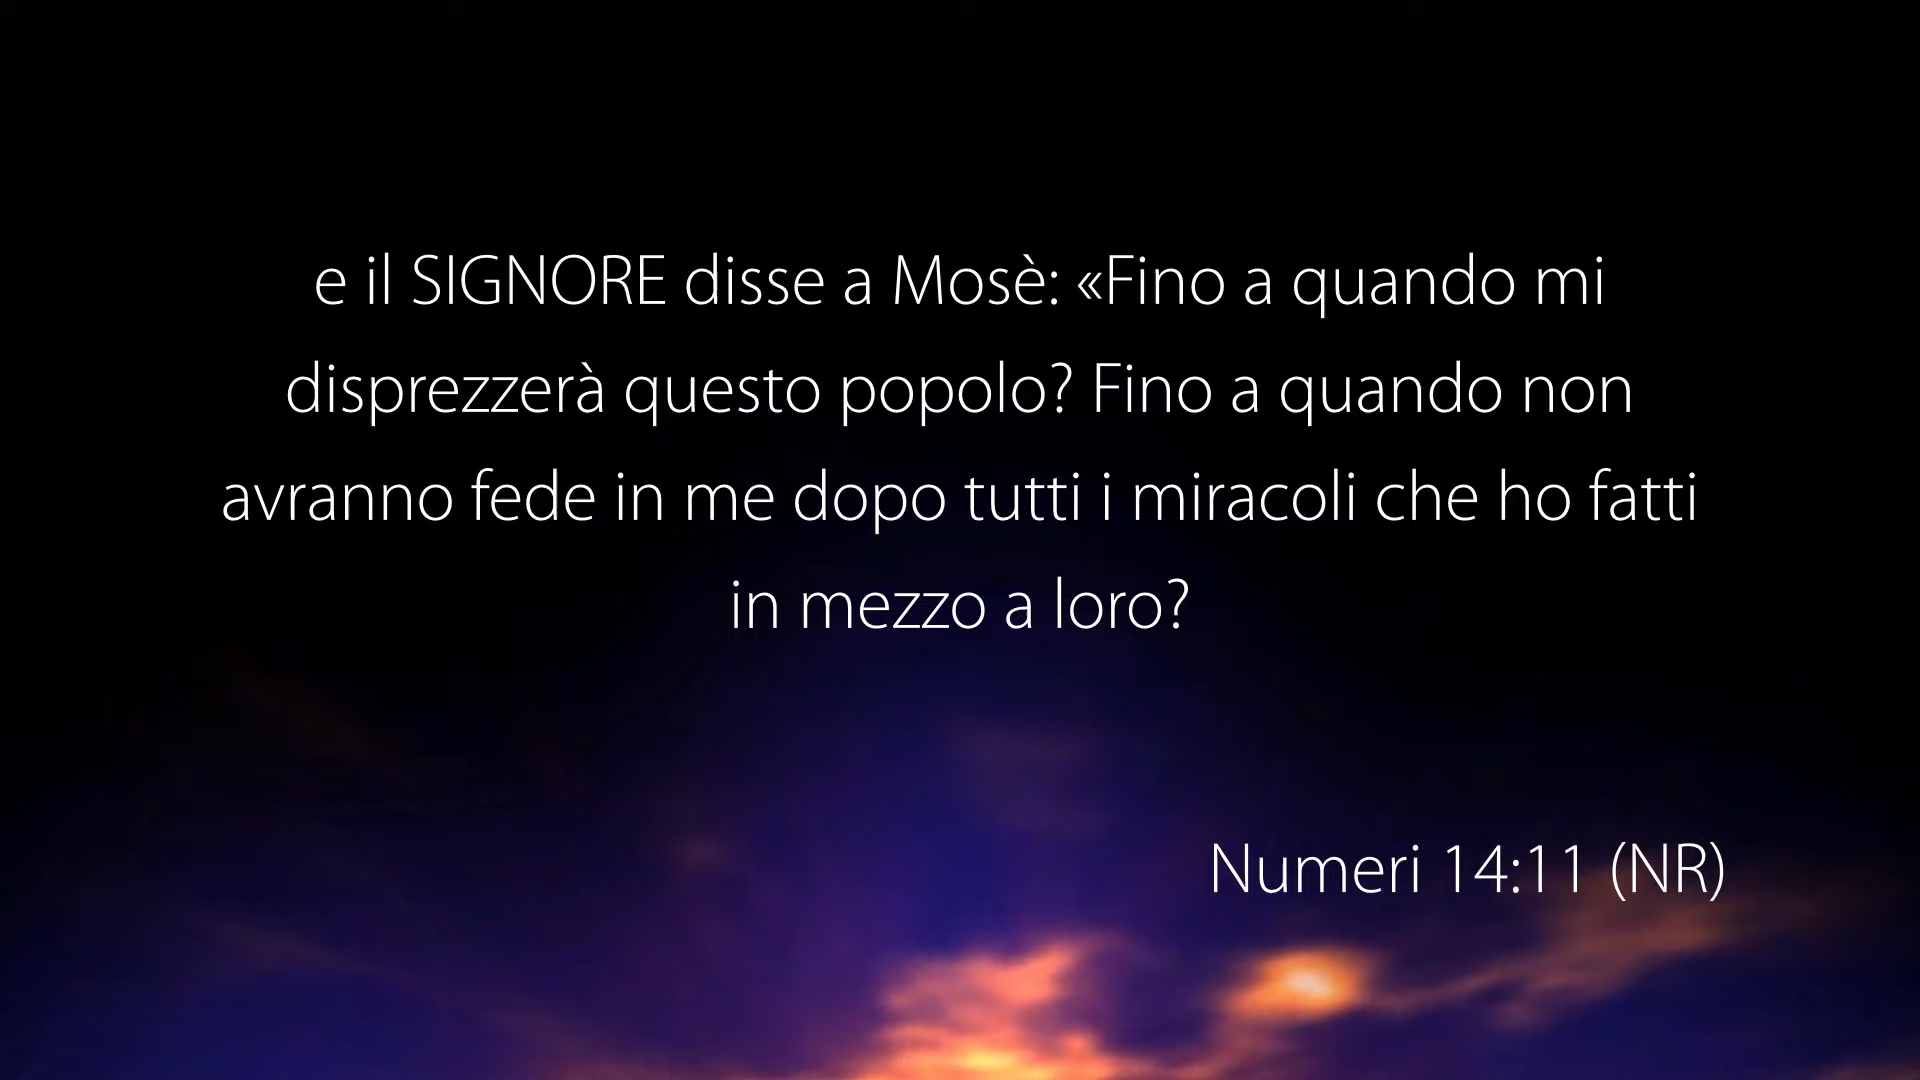 e il SIGNORE disse a Mosè: «Fino a quando mi
disprezzerà questo popolo? Fino a quando non
avranno fede in me dopo tutti i miracoli che ho fatti
in mezzo a loro?
Numeri 14:11 (NR)